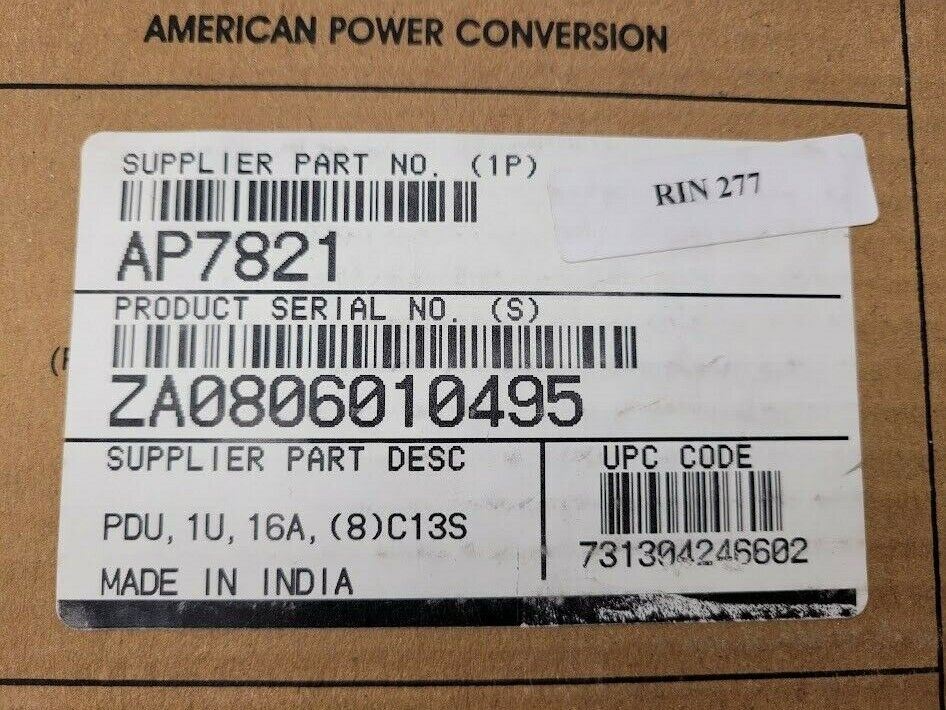 AMERICAN POWER CONVERSION
SUPPLIER PART NO. (1P)
RIN 277
AP7821
PRODUCT SERIAL NO. (S)
ZA0806010495
SUPPLIER PART DESC
UPC CODE
PDU, 1U, 16A, (8)C13S
731304246602
MADE IN INDIA